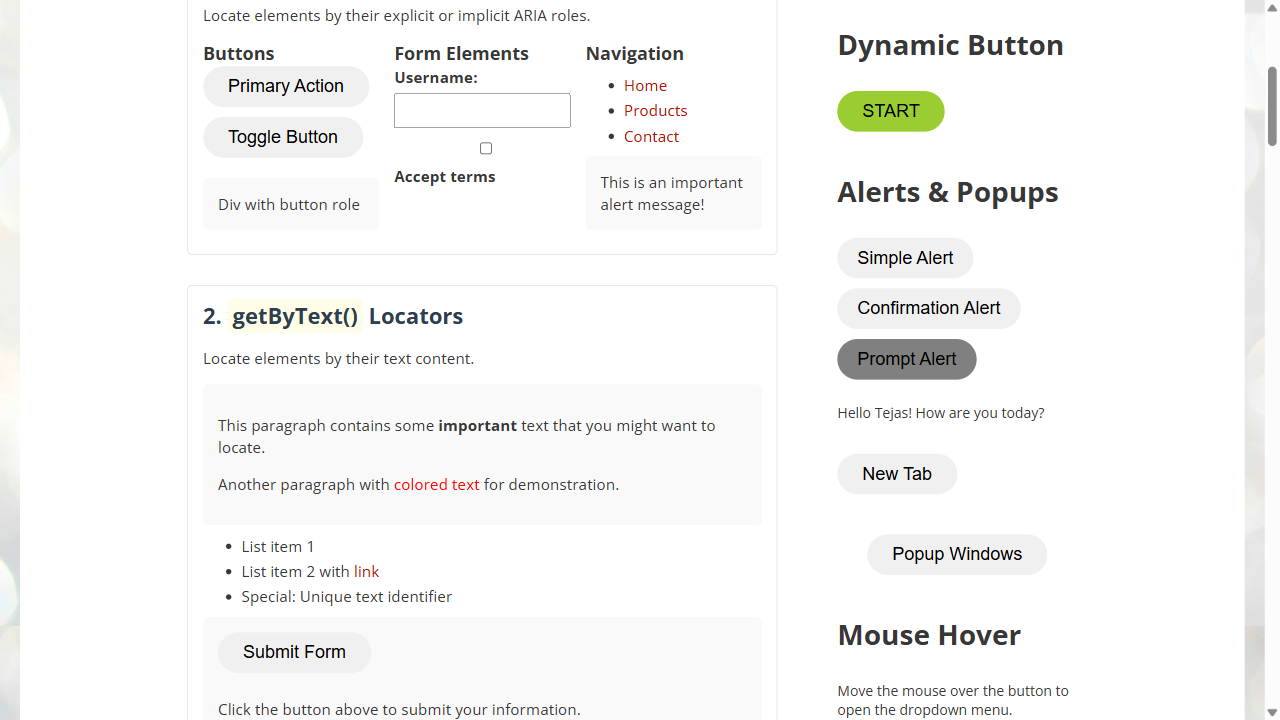 Locate elements by their explicit or implicit ARIA roles.
Buttons
Primary Action
Toggle Button
Div with button role
Form Elements
Username:
Accept terms
Navigation
Home
Products
Contact
This is an important
alert message!
2. getByText() Locators
Locate elements by their text content.
This paragraph contains some important text that you might want to
locate.
Another paragraph with colored text for demonstration.
List item 1
List item 2 with link
Special: Unique text identifier
Submit Form
Click the button above to submit your information.
Dynamic Button
START
Alerts & Popups
Simple Alert
Confirmation Alert
Prompt Alert
Hello Tejas! How are you today?
New Tab
Popup Windows
Mouse Hover
Move the mouse over the button to
open the dropdown menu.